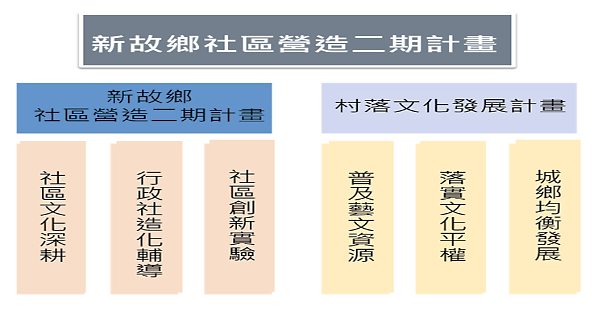 新故鄉社區營造二期計畫
新故鄉
社區營造二期計畫
村落文化發展計畫
社區文化深耕
行政社造化輔導
社區創新實驗
普及藝文資源
落實文化平權
城鄉均衡發展